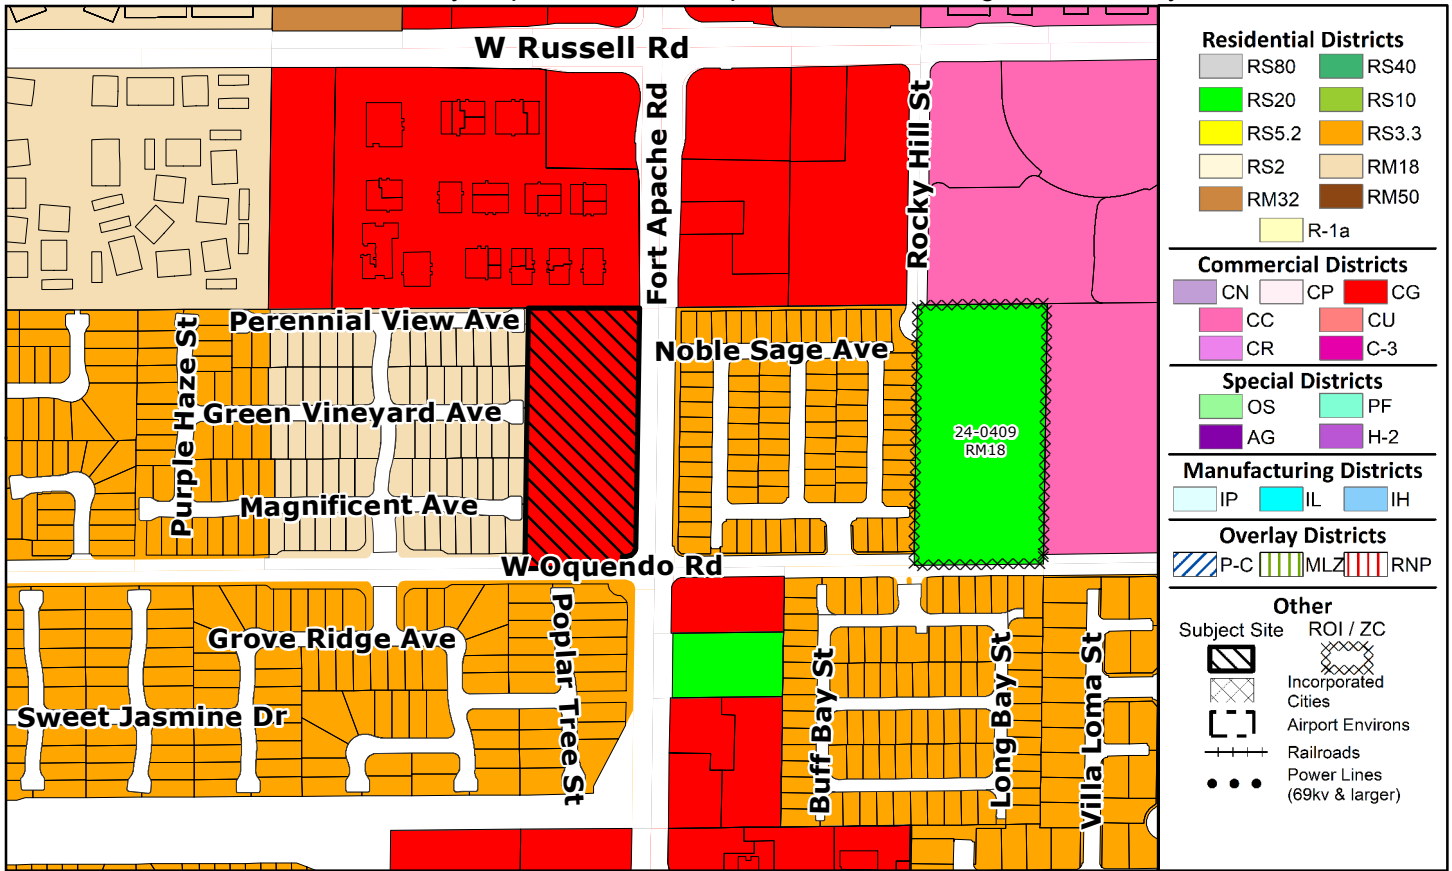 W Russell Rd
Fort Apache Rd
Rocky Hill St
Perennial View Ave
Purple Haze St
Noble Sage Ave
Green Vineyard Ave
24-0409
RM18
Magnificent Ave
W Oquendo Rd
Grove Ridge Ave
Poplar Tree St
Sweet Jasmine Dr
Buff Bay St
Long Bay St
Villa Loma St
Residential Districts
RS80 RS40
RS20 RS10
RS5.2 RS3.3
RS2 RM18
RM32 RM50
R-1a
Commercial Districts
CN CP CG
CC CU
CR C-3
Special Districts
OS PF
AG H-2
Manufacturing Districts
IP IL IH
Overlay Districts
P-C MLZ RNP
Other
Subject Site ROI / ZC
Incorporated
Cities
Airport Environs
Railroads
Power Lines
(69kv & larger)